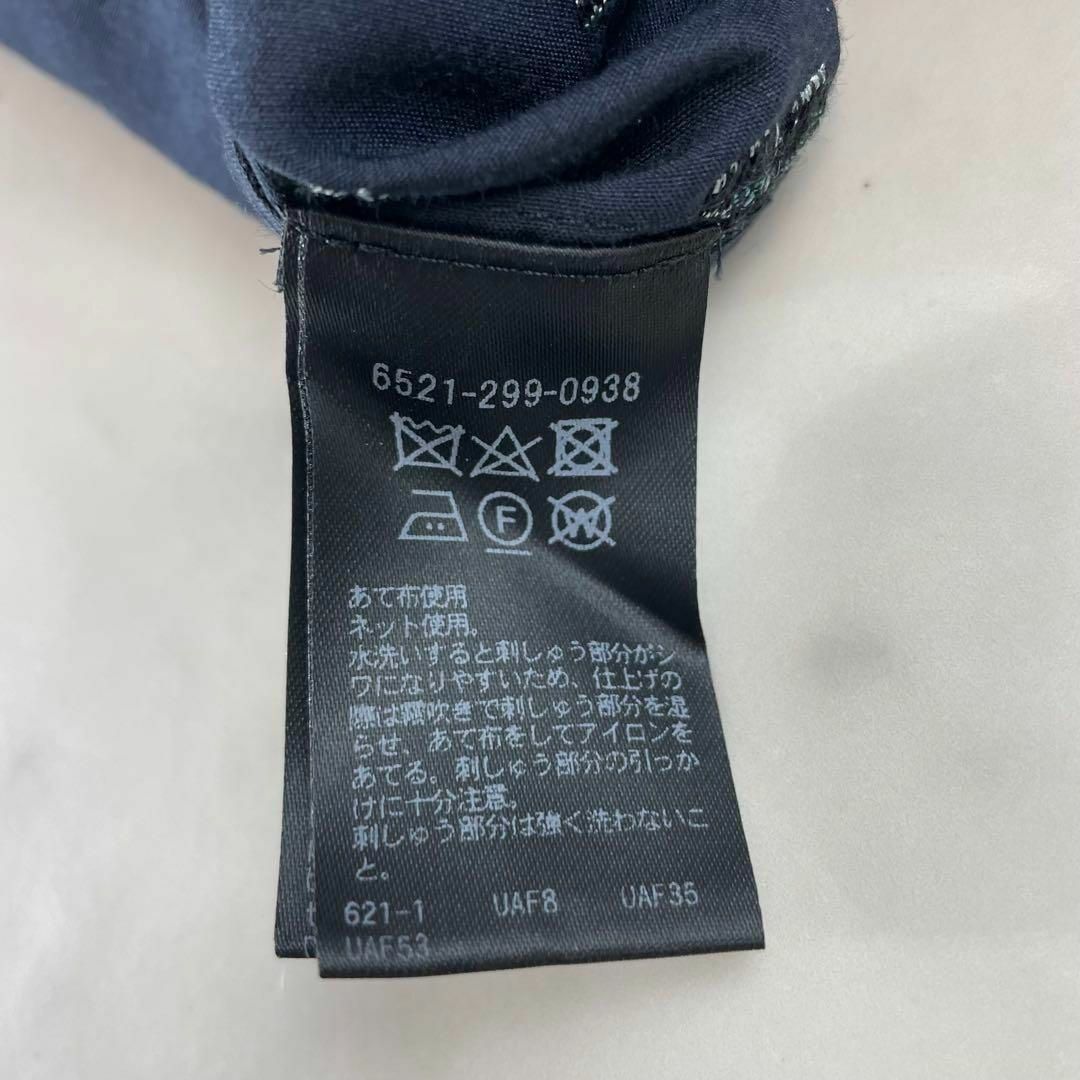 6521-299-0938
F W
あて布使用
ネット使用。
水洗いすると刺しゅう部分がシ
ワになりやすいため、仕上げの
際は霧吹きで刺しゅう部分を湿
らせ、あて布をしてアイロンを
あてる。刺しゅう部分の引っか
けに十分注意。
刺しゅう部分は強く洗わないこ
と。
621-1 UAF8 UAF35
UAF53